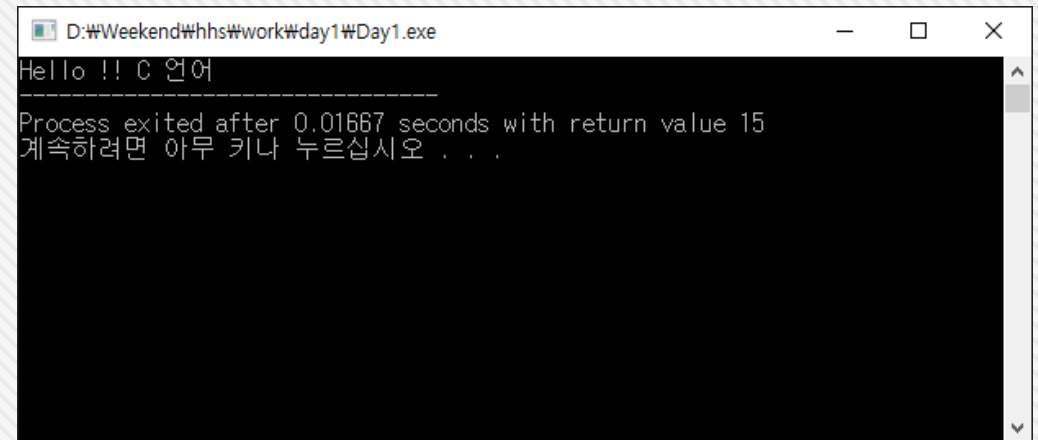 D:₩Weekend₩hhs₩work₩day1₩Day1.exe
Hello !! C 언어
--------------------------------
Process exited after 0.01667 seconds with return value 15
계속하려면 아무 키나 누르십시오 . . .